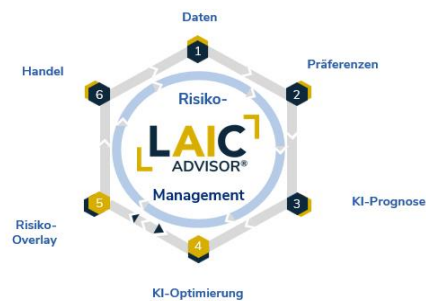 Daten
1
Präferenzen
2
KI-Prognose
3
KI-Optimierung
4
Risiko-
Overlay
5
Handel
6
Risiko-
LAIC
ADVISOR®
Management